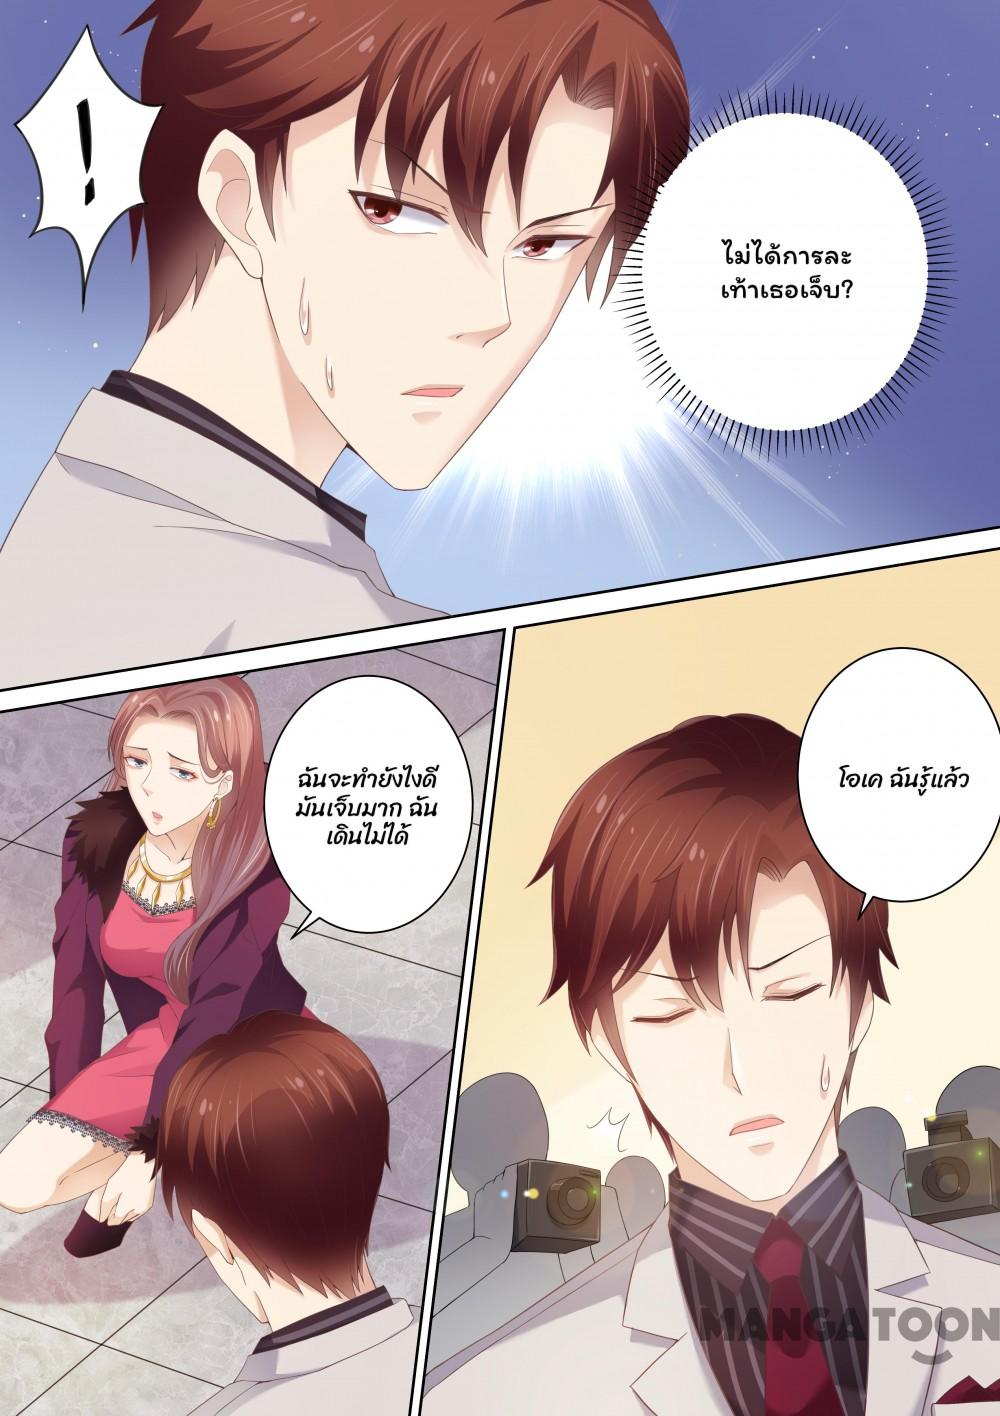 !
ไม่ได้การละ
เท้าเธอเจ็บ?
ฉันจะทำยังไงดี
มันเจ็บมาก ฉัน
เดินไม่ได้
โอเค ฉันรู้แล้ว
MANGATOON